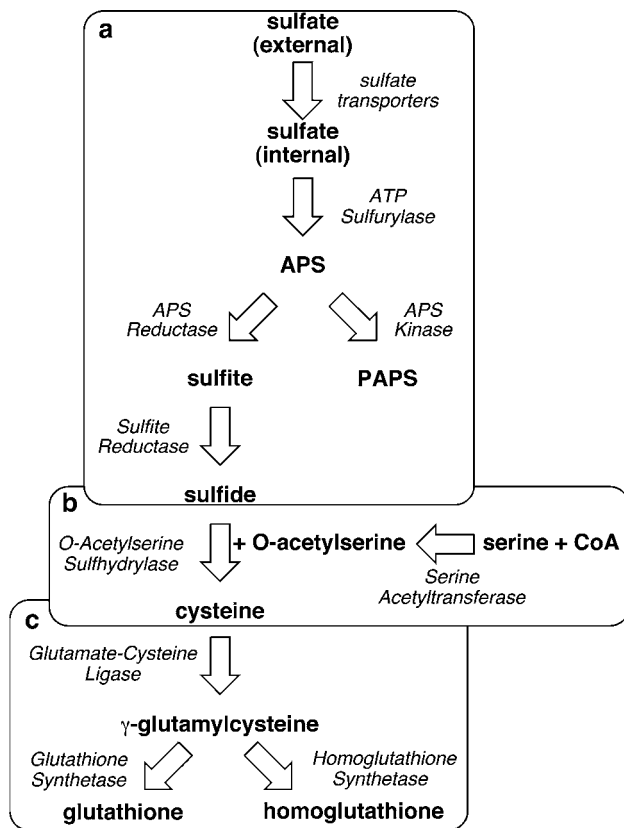 a
sulfate
(external)
sulfate
transporters
sulfate
(internal)
ATP
Sulfurylase
APS
APS
Reductase
APS
Kinase
sulfite
PAPS
Sulfite
Reductase
sulfide
b
O-Acetylserine
Sulfhydrylase
+ O-acetylserine
serine + CoA
Serine
Acetyltransferase
cysteine
c
Glutamate-Cysteine
Ligase
γ-glutamylcysteine
Glutathione
Synthetase
Homoglutathione
Synthetase
glutathione
homoglutathione